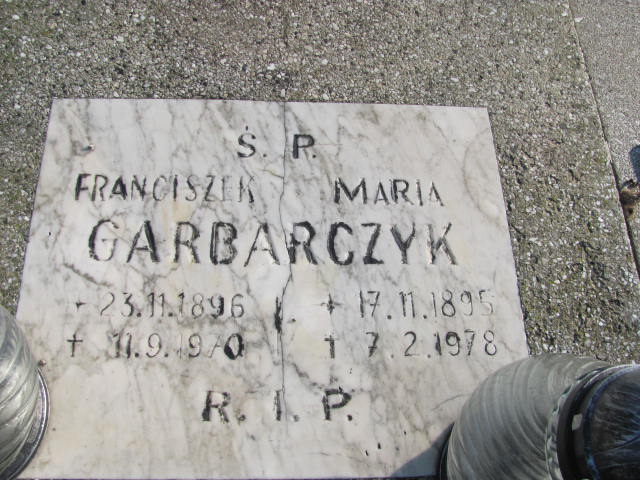 Ś. P.
FRANCISZEK MARIA
GARBARCZYK
* 23.11.1896 * 17.11.1895
† 11.9.1970 † 7.2.1978
R. I. P.